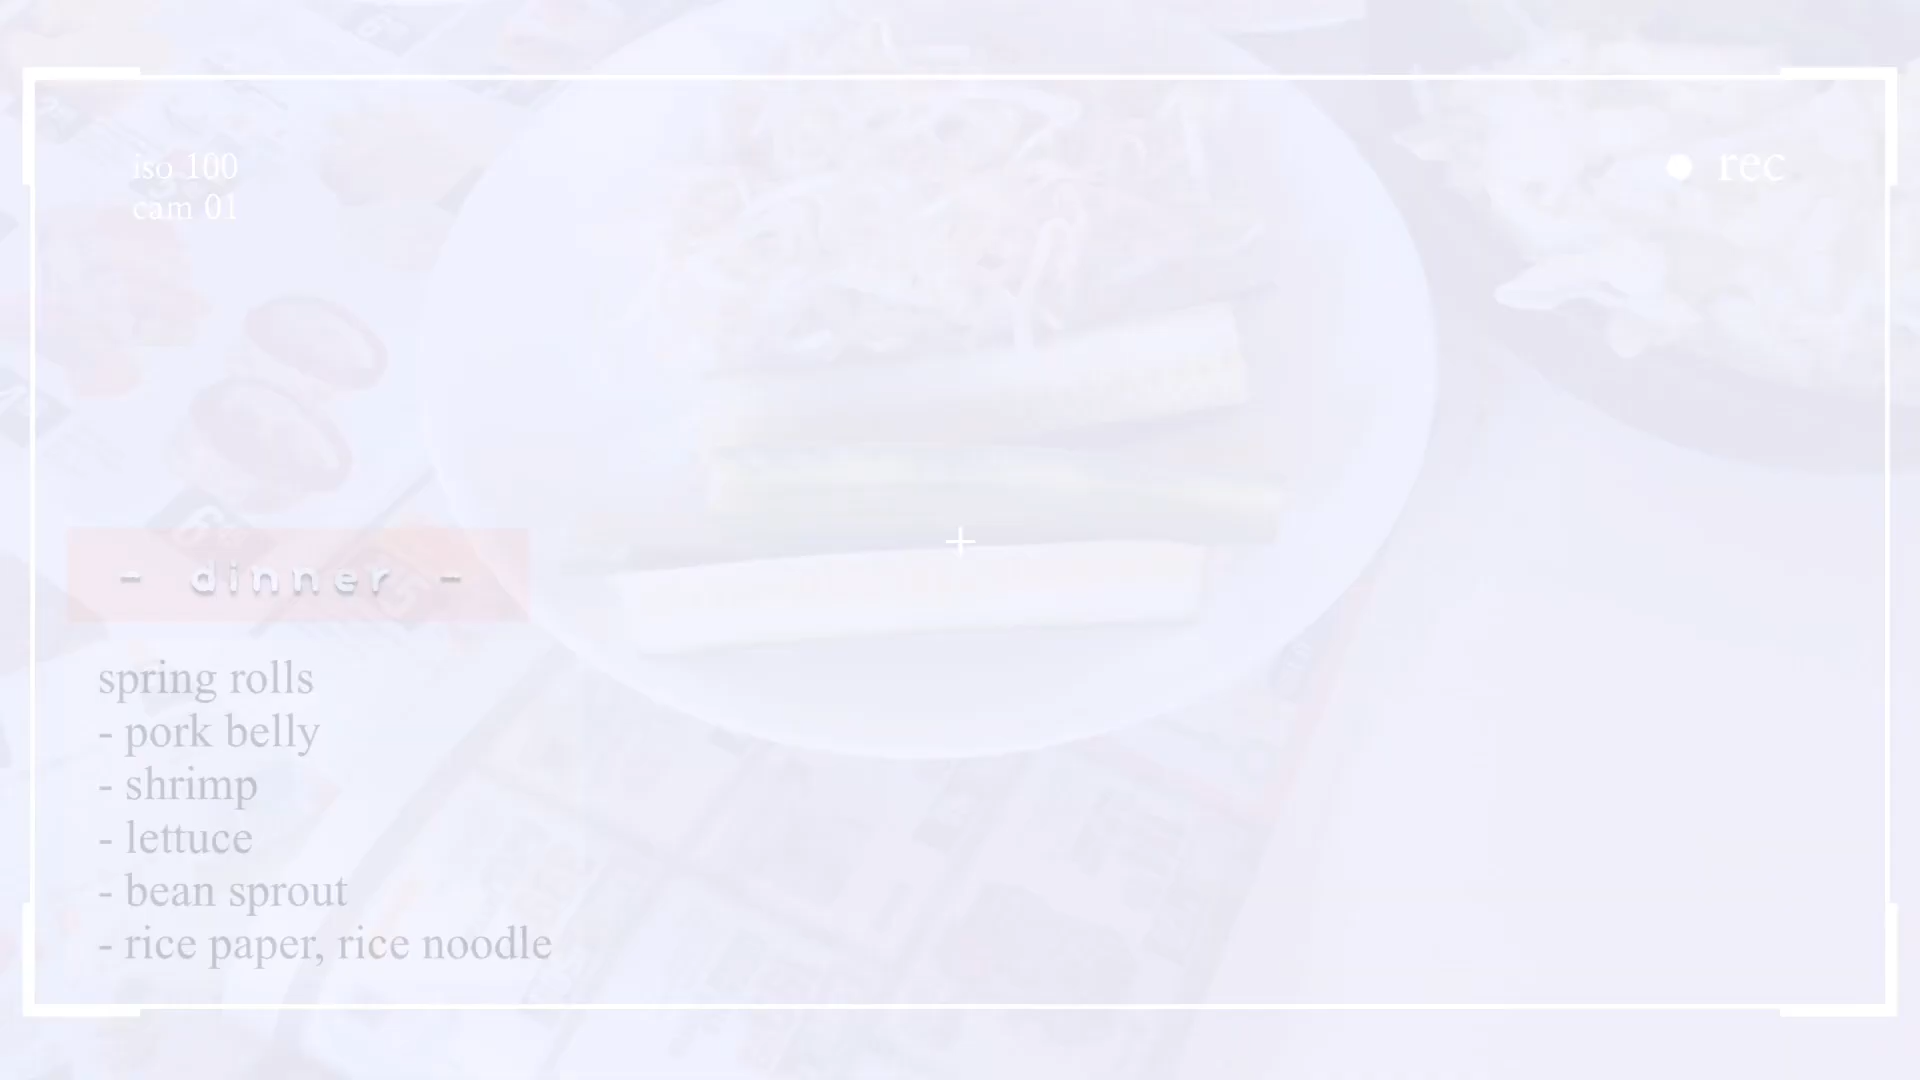 iso 100
cam 01
● rec
- dinner -
spring rolls
- pork belly
- shrimp
- lettuce
- bean sprout
- rice paper, rice noodle